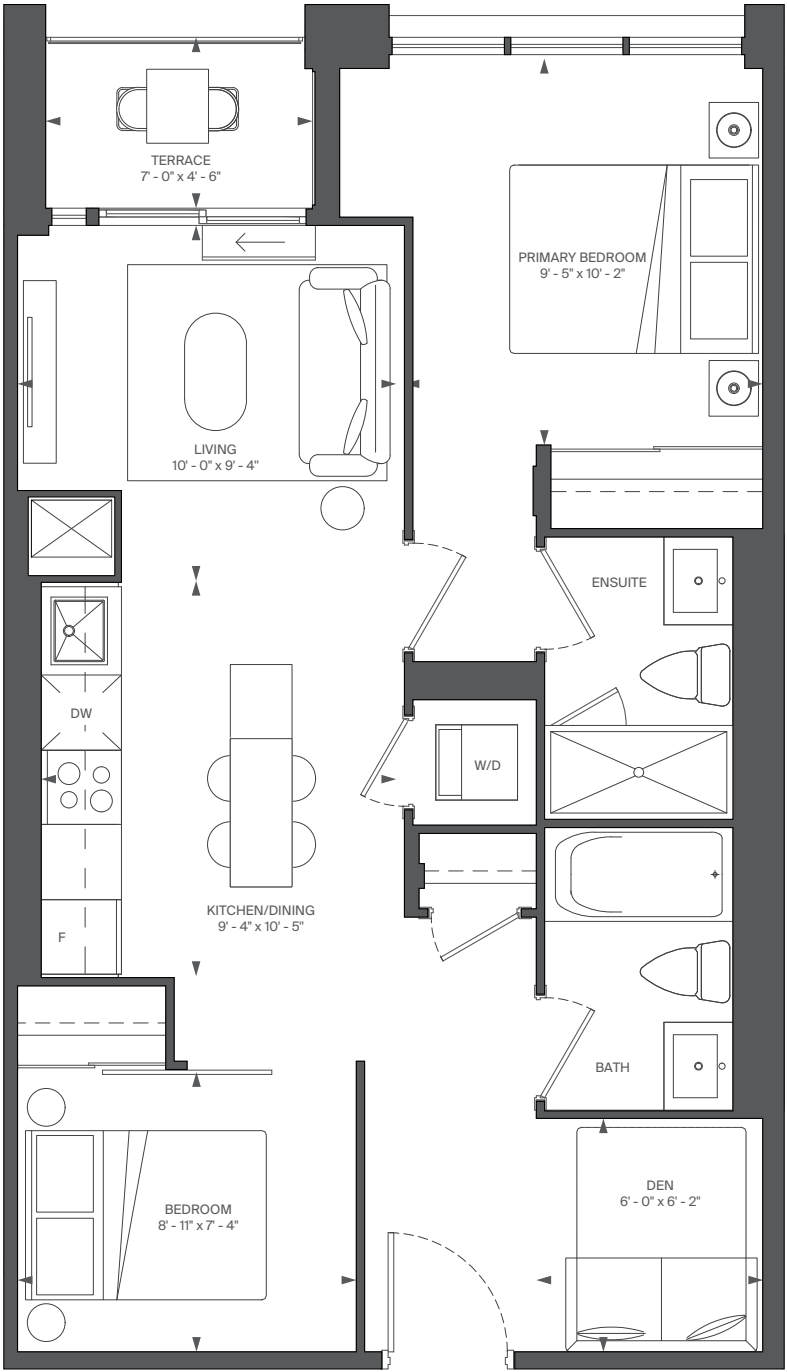 TERRACE
7' - 0" x 4' - 6"
PRIMARY BEDROOM
9' - 5" x 10' - 2"
LIVING
10' - 0" x 9' - 4"
ENSUITE
DW
W/D
KITCHEN/DINING
9' - 4" x 10' - 5"
F
BATH
BEDROOM
8' - 11" x 7' - 4"
DEN
6' - 0" x 6' - 2"